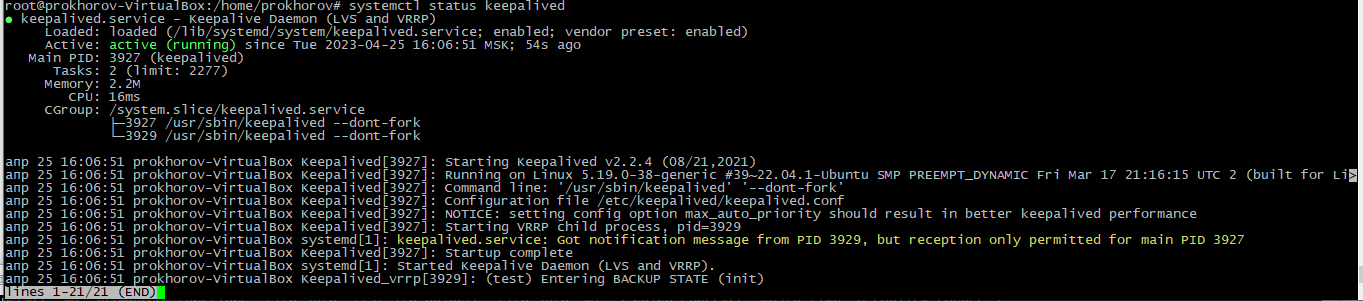 root@prokhorov-VirtualBox:/home/prokhorov# systemctl status keepalived
● keepalived.service - Keepalive Daemon (LVS and VRRP)
     Loaded: loaded (/lib/systemd/system/keepalived.service; enabled; vendor preset: enabled)
     Active: active (running) since Tue 2023-04-25 16:06:51 MSK; 54s ago
   Main PID: 3927 (keepalived)
      Tasks: 2 (limit: 2277)
     Memory: 2.2M
        CPU: 16ms
     CGroup: /system.slice/keepalived.service
             ├─3927 /usr/sbin/keepalived --dont-fork
             └─3929 /usr/sbin/keepalived --dont-fork
апр 25 16:06:51 prokhorov-VirtualBox Keepalived[3927]: Starting Keepalived v2.2.4 (08/21,2021)
апр 25 16:06:51 prokhorov-VirtualBox Keepalived[3927]: Running on Linux 5.19.0-38-generic #39~22.04.1-Ubuntu SMP PREEMPT_DYNAMIC Fri Mar 17 21:16:15 UTC 2 (built for Li>
апр 25 16:06:51 prokhorov-VirtualBox Keepalived[3927]: Command line: '/usr/sbin/keepalived' '--dont-fork'
апр 25 16:06:51 prokhorov-VirtualBox Keepalived[3927]: Configuration file /etc/keepalived/keepalived.conf
апр 25 16:06:51 prokhorov-VirtualBox Keepalived[3927]: NOTICE: setting config option max_auto_priority should result in better keepalived performance
апр 25 16:06:51 prokhorov-VirtualBox Keepalived[3927]: Starting VRRP child process, pid=3929
апр 25 16:06:51 prokhorov-VirtualBox systemd[1]: keepalived.service: Got notification message from PID 3929, but reception only permitted for main PID 3927
апр 25 16:06:51 prokhorov-VirtualBox Keepalived[3927]: Startup complete
апр 25 16:06:51 prokhorov-VirtualBox systemd[1]: Started Keepalive Daemon (LVS and VRRP).
апр 25 16:06:51 prokhorov-VirtualBox Keepalived_vrrp[3929]: (test) Entering BACKUP STATE (init)
lines 1-21/21 (END)